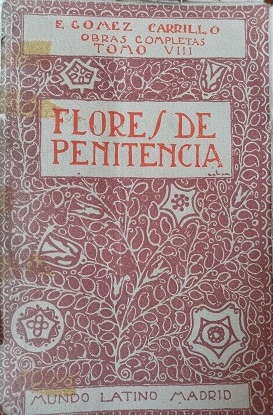 E. GOMEZ CARRILLO
OBRAS COMPLETAS
TOMO VIII
FLORES DE
PENITENCIA
MUNDO LATINO MADRID